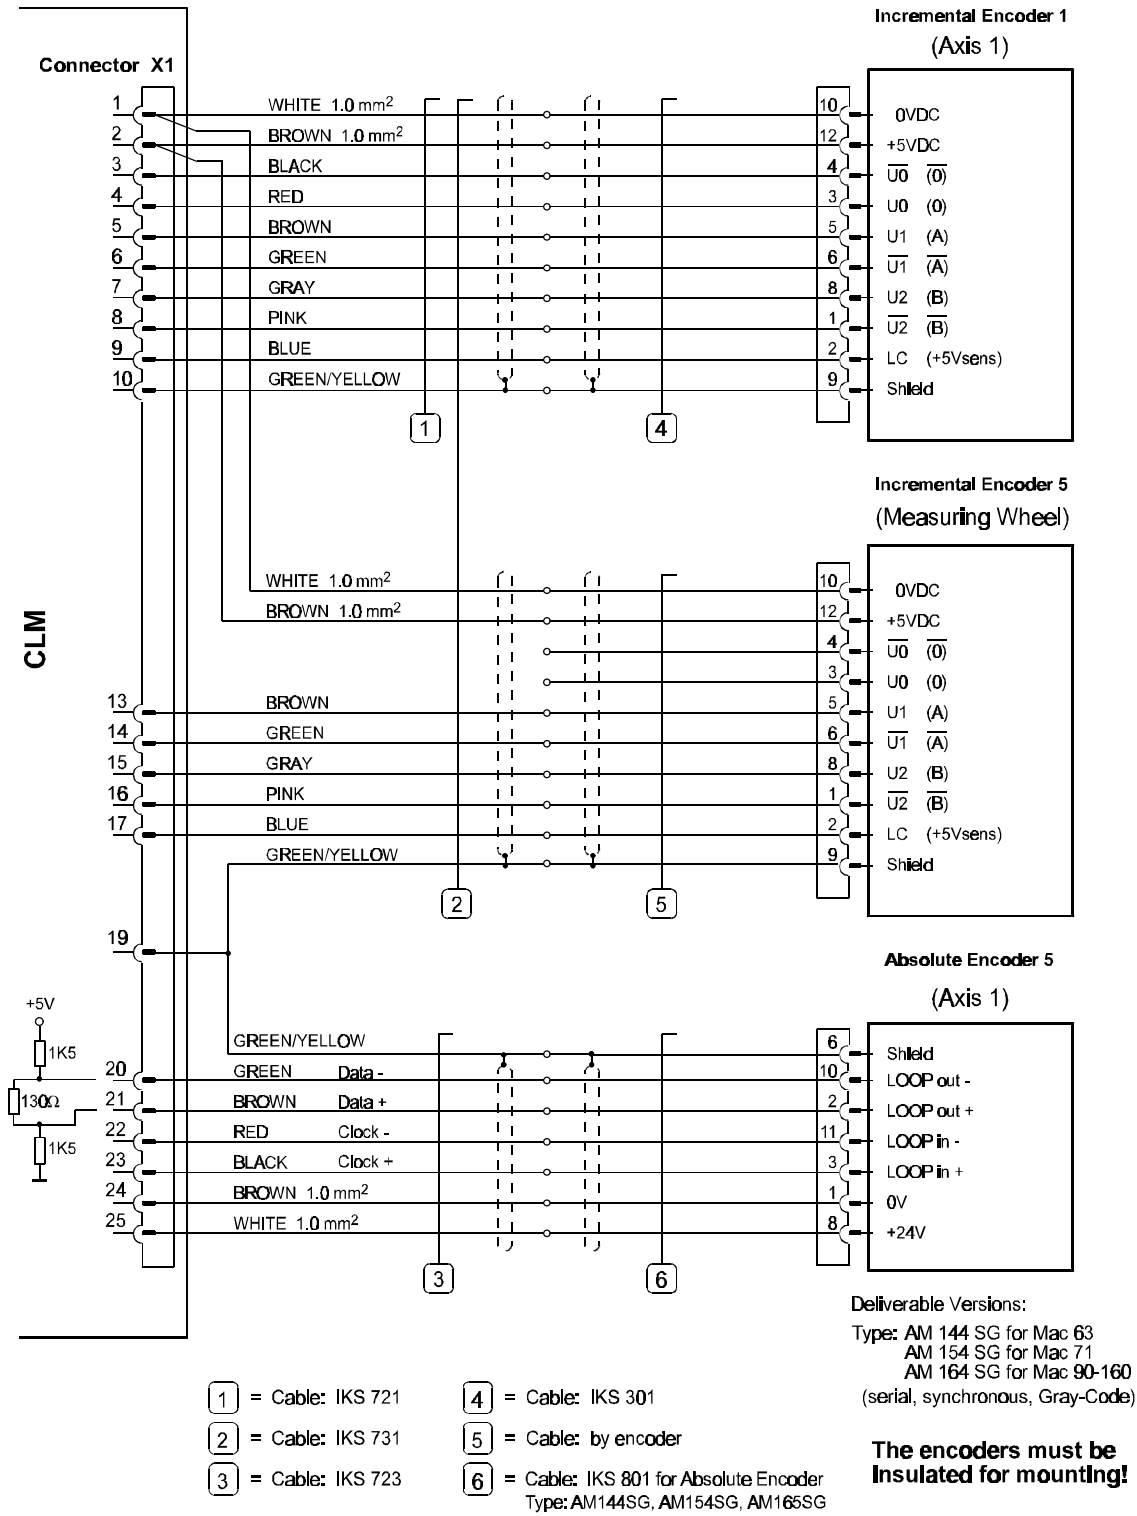 Incremental Encoder 1
(Axis 1)
Connector X1
1 WHITE 1.0 mm² 10 0VDC
2 BROWN 1.0 mm² 12 +5VDC
3 BLACK 4 U̅0̅ (0̅)
4 RED 3 U0 (0)
5 BROWN 5 U1 (A)
6 GREEN 6 U̅1̅ (A̅)
7 GRAY 8 U2 (B)
8 PINK 1 U̅2̅ (B̅)
9 BLUE 2 LC (+5Vsens)
10 GREEN/YELLOW 9 Shield
1 4
Incremental Encoder 5
(Measuring Wheel)
WHITE 1.0 mm² 10 0VDC
BROWN 1.0 mm² 12 +5VDC
CLM
4 U̅0̅ (0̅)
3 U0 (0)
13 BROWN 5 U1 (A)
14 GREEN 6 U̅1̅ (A̅)
15 GRAY 8 U2 (B)
16 PINK 1 U̅2̅ (B̅)
17 BLUE 2 LC (+5Vsens)
GREEN/YELLOW 9 Shield
2 5
19
Absolute Encoder 5
(Axis 1)
+5V
1K5
130Ω
1K5
GREEN/YELLOW 6 Shield
20 GREEN Data - 10 LOOP out -
21 BROWN Data + 2 LOOP out +
22 RED Clock - 11 LOOP in -
23 BLACK Clock + 3 LOOP in +
24 BROWN 1.0 mm² 1 0V
25 WHITE 1.0 mm² 8 +24V
3 6
Deliverable Versions:
Type: AM 144 SG for Mac 63
AM 154 SG for Mac 71
AM 164 SG for Mac 90-160
(serial, synchronous, Gray-Code)
1 = Cable: IKS 721
2 = Cable: IKS 731
3 = Cable: IKS 723
4 = Cable: IKS 301
5 = Cable: by encoder
6 = Cable: IKS 801 for Absolute Encoder
Type: AM144SG, AM154SG, AM165SG
The encoders must be
insulated for mounting!